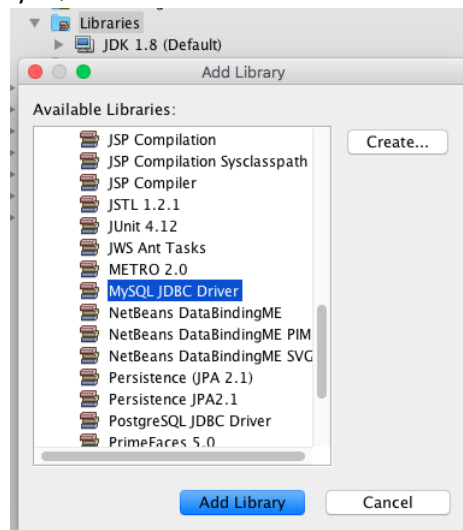 Libraries
JDK 1.8 (Default)
Add Library
Available Libraries:
Create...
JSP Compilation
JSP Compilation Sysclasspath
JSP Compiler
JSTL 1.2.1
JUnit 4.12
JWS Ant Tasks
METRO 2.0
MySQL JDBC Driver
NetBeans DataBindingME
NetBeans DataBindingME PIM
NetBeans DataBindingME SVG
Persistence (JPA 2.1)
Persistence JPA2.1
PostgreSQL JDBC Driver
PrimeFaces 5.0
Add Library
Cancel